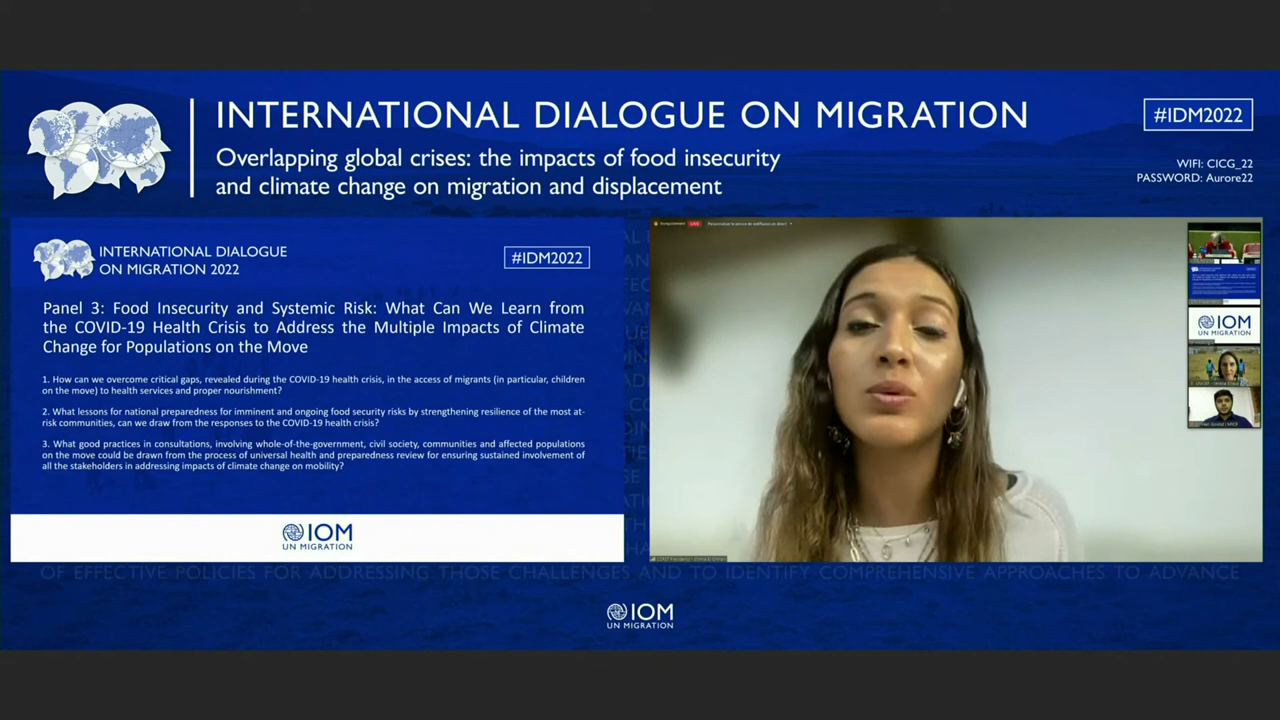 INTERNATIONAL DIALOGUE ON MIGRATION
Overlapping global crises: the impacts of food insecurity
and climate change on migration and displacement
#IDM2022
WIFI: CICG_22
PASSWORD: Aurore22
INTERNATIONAL DIALOGUE
ON MIGRATION 2022
#IDM2022
Panel 3: Food Insecurity and Systemic Risk: What Can We Learn from
the COVID-19 Health Crisis to Address the Multiple Impacts of Climate
Change for Populations on the Move
1. How can we overcome critical gaps, revealed during the COVID-19 health crisis, in the access of migrants (in particular, children
on the move) to health services and proper nourishment?
2. What lessons for national preparedness for imminent and ongoing food security risks by strengthening resilience of the most at-
risk communities, can we draw from the responses to the COVID-19 health crisis?
3. What good practices in consultations, involving whole-of-the-government, civil society, communities and affected populations
on the move could be drawn from the process of universal health and preparedness review for ensuring sustained involvement of
all the stakeholders in addressing impacts of climate change on mobility?
IOM
UN MIGRATION
LIVE
IOM
UN MIGRATION
OF EFFECTIVE POLICIES FOR ADDRESSING THOSE CHALLENGES AND TO IDENTIFY COMPREHENSIVE APPROACHES TO ADVANCE
IOM
UN MIGRATION